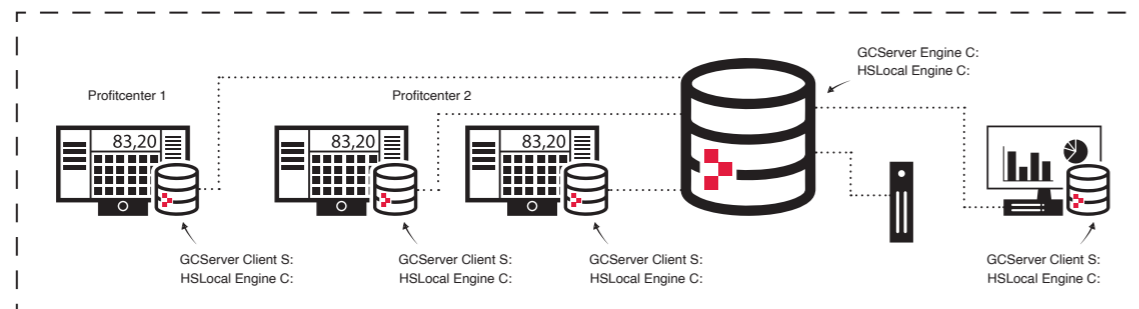 GCServer Engine C:
HSLocal Engine C:
Profitcenter 1
Profitcenter 2
83,20
83,20
83,20
GCServer Client S:
HSLocal Engine C:
GCServer Client S:
HSLocal Engine C:
GCServer Client S:
HSLocal Engine C:
GCServer Client S:
HSLocal Engine C: